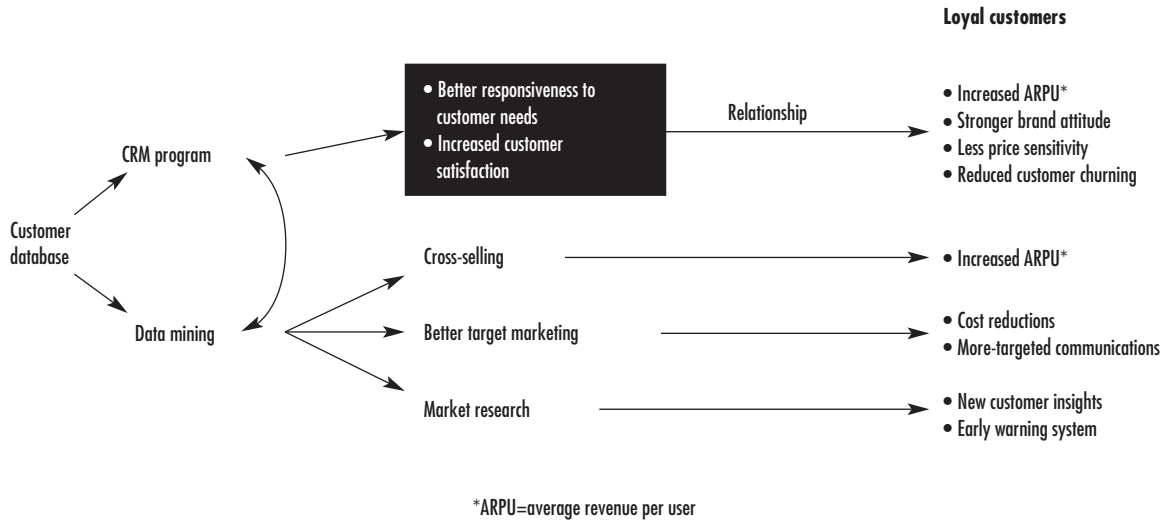 Loyal customers
• Better responsiveness to
customer needs
• Increased customer
satisfaction
Relationship
• Increased ARPU*
• Stronger brand attitude
• Less price sensitivity
• Reduced customer churning
CRM program
Customer
database
Data mining
Cross-selling
• Increased ARPU*
Better target marketing
• Cost reductions
• More-targeted communications
Market research
• New customer insights
• Early warning system
*ARPU=average revenue per user